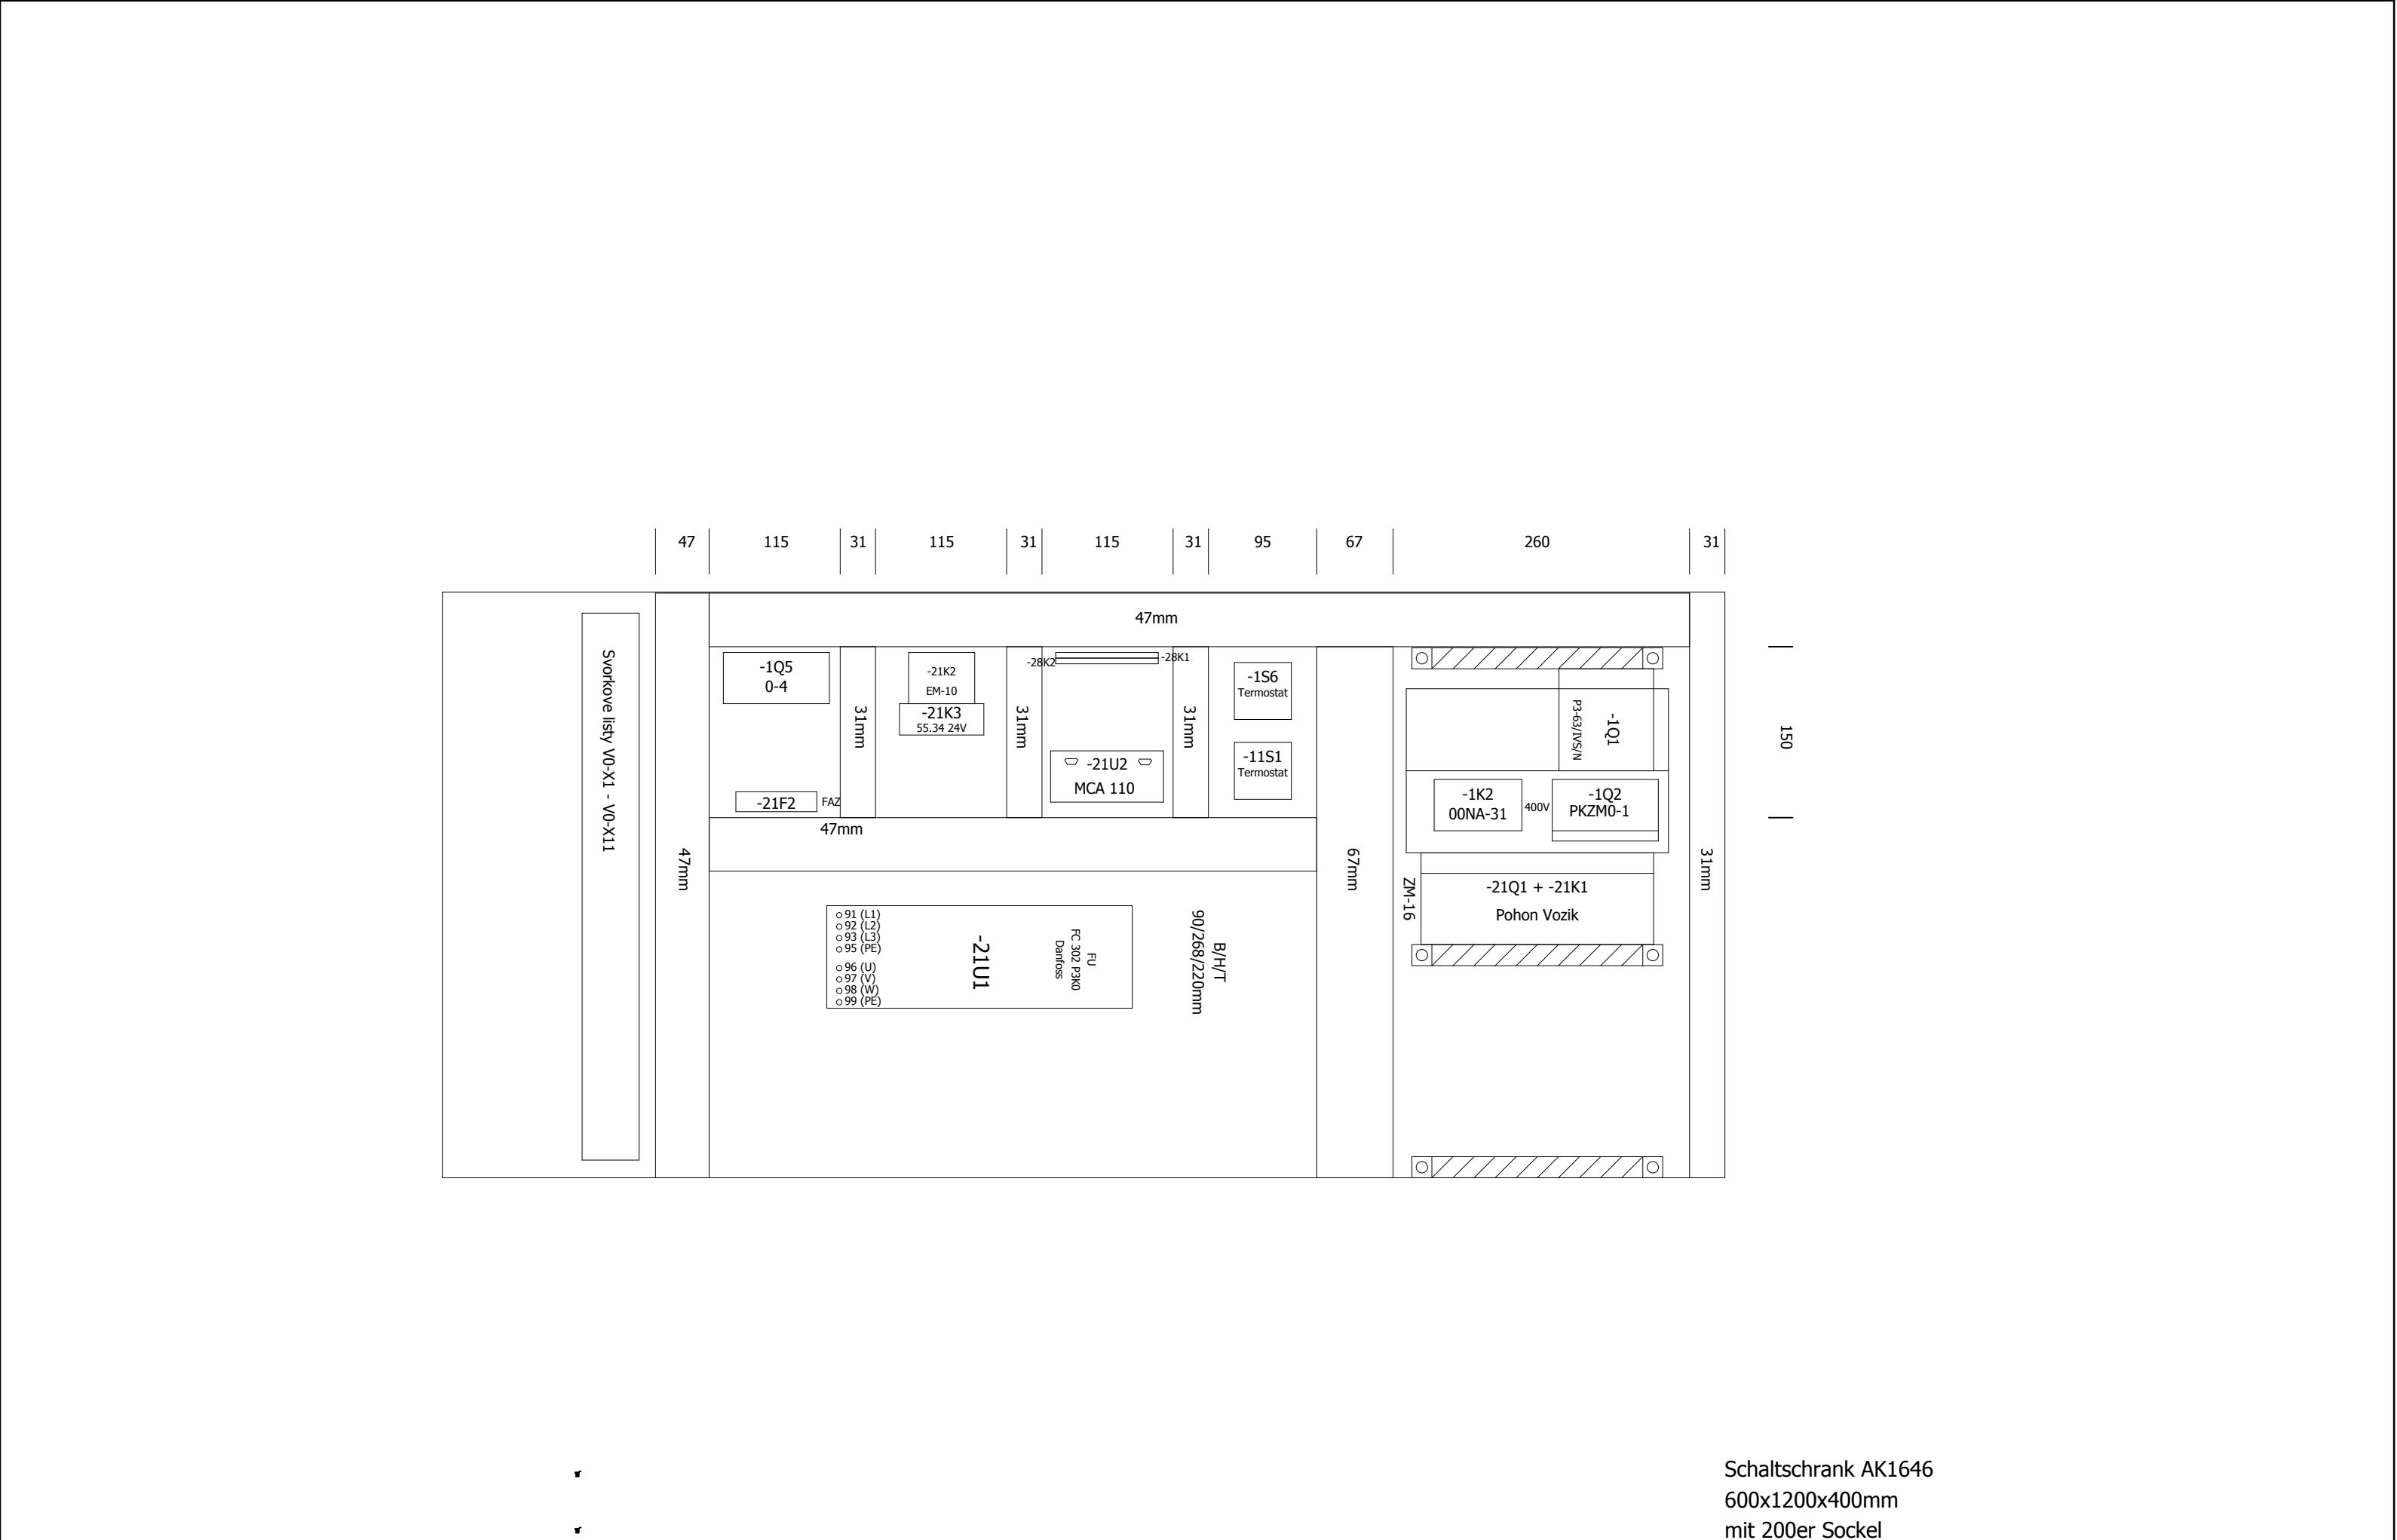 47
115
31
115
31
115
31
95
67
260
31
47mm
Svorkove listy V0-X1 - V0-X11
47mm
-1Q5
0-4
-21F2
FAZ
31mm
-21K2
EM-10
-21K3
55.34 24V
31mm
-28K2
-28K1
-21U2
MCA 110
31mm
-1S6
Termostat
-11S1
Termostat
47mm
67mm
-1Q1
P3-63/IVS/N
-1K2
00NA-31
400V
-1Q2
PKZM0-1
ZM-16
-21Q1 + -21K1
Pohon Vozik
31mm
150
91 (L1)
92 (L2)
93 (L3)
95 (PE)
96 (U)
97 (V)
98 (W)
99 (PE)
-21U1
FU
FC 302 P3K0
Danfoss
B/H/T
90/268/220mm
Schaltschrank AK1646
600x1200x400mm
mit 200er Sockel